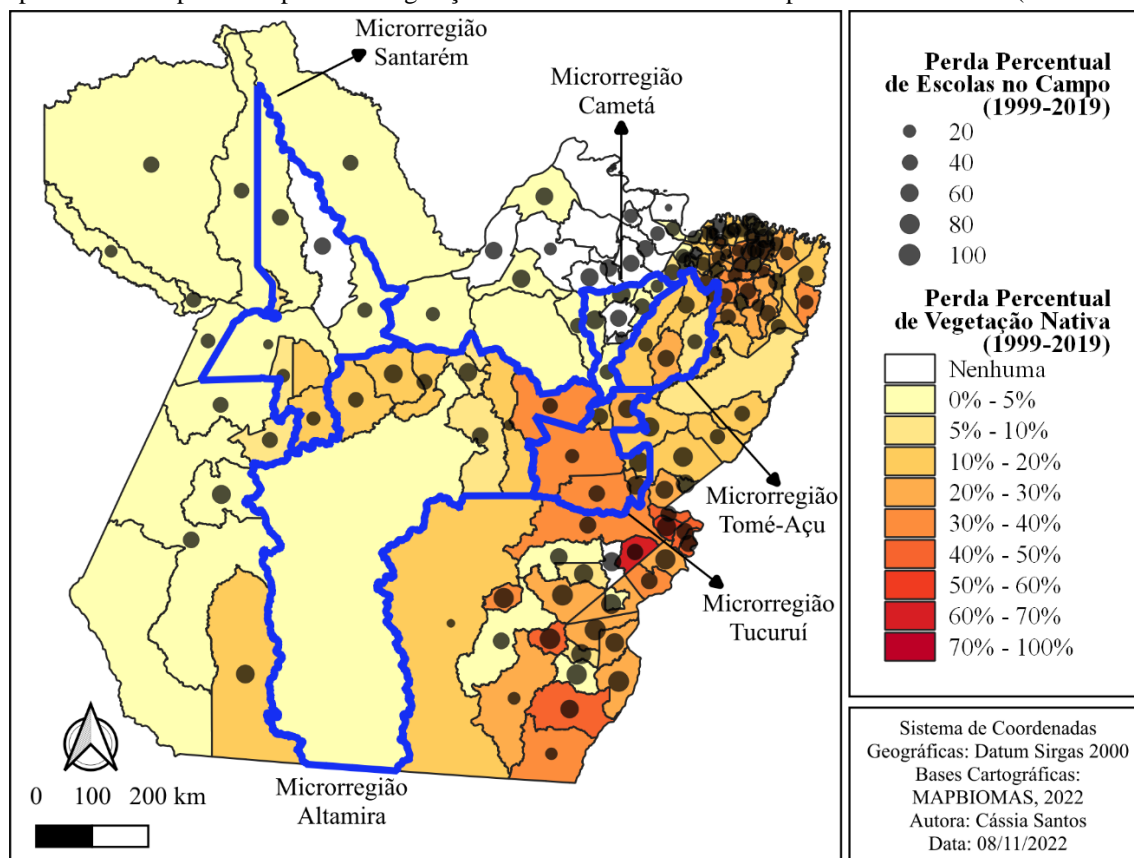 Microrregião
Santarém
Microrregião
Cametá
Microrregião
Tomé-Açu
Microrregião
Tucuruí
Microrregião
Altamira
0 100 200 km
Perda Percentual
de Escolas no Campo
(1999-2019)
20
40
60
80
100
Perda Percentual
de Vegetação Nativa
(1999-2019)
Nenhuma
0% - 5%
5% - 10%
10% - 20%
20% - 30%
30% - 40%
40% - 50%
50% - 60%
60% - 70%
70% - 100%
Sistema de Coordenadas
Geográficas: Datum Sirgas 2000
Bases Cartográficas:
MAPBIOMAS, 2022
Autora: Cássia Santos
Data: 08/11/2022